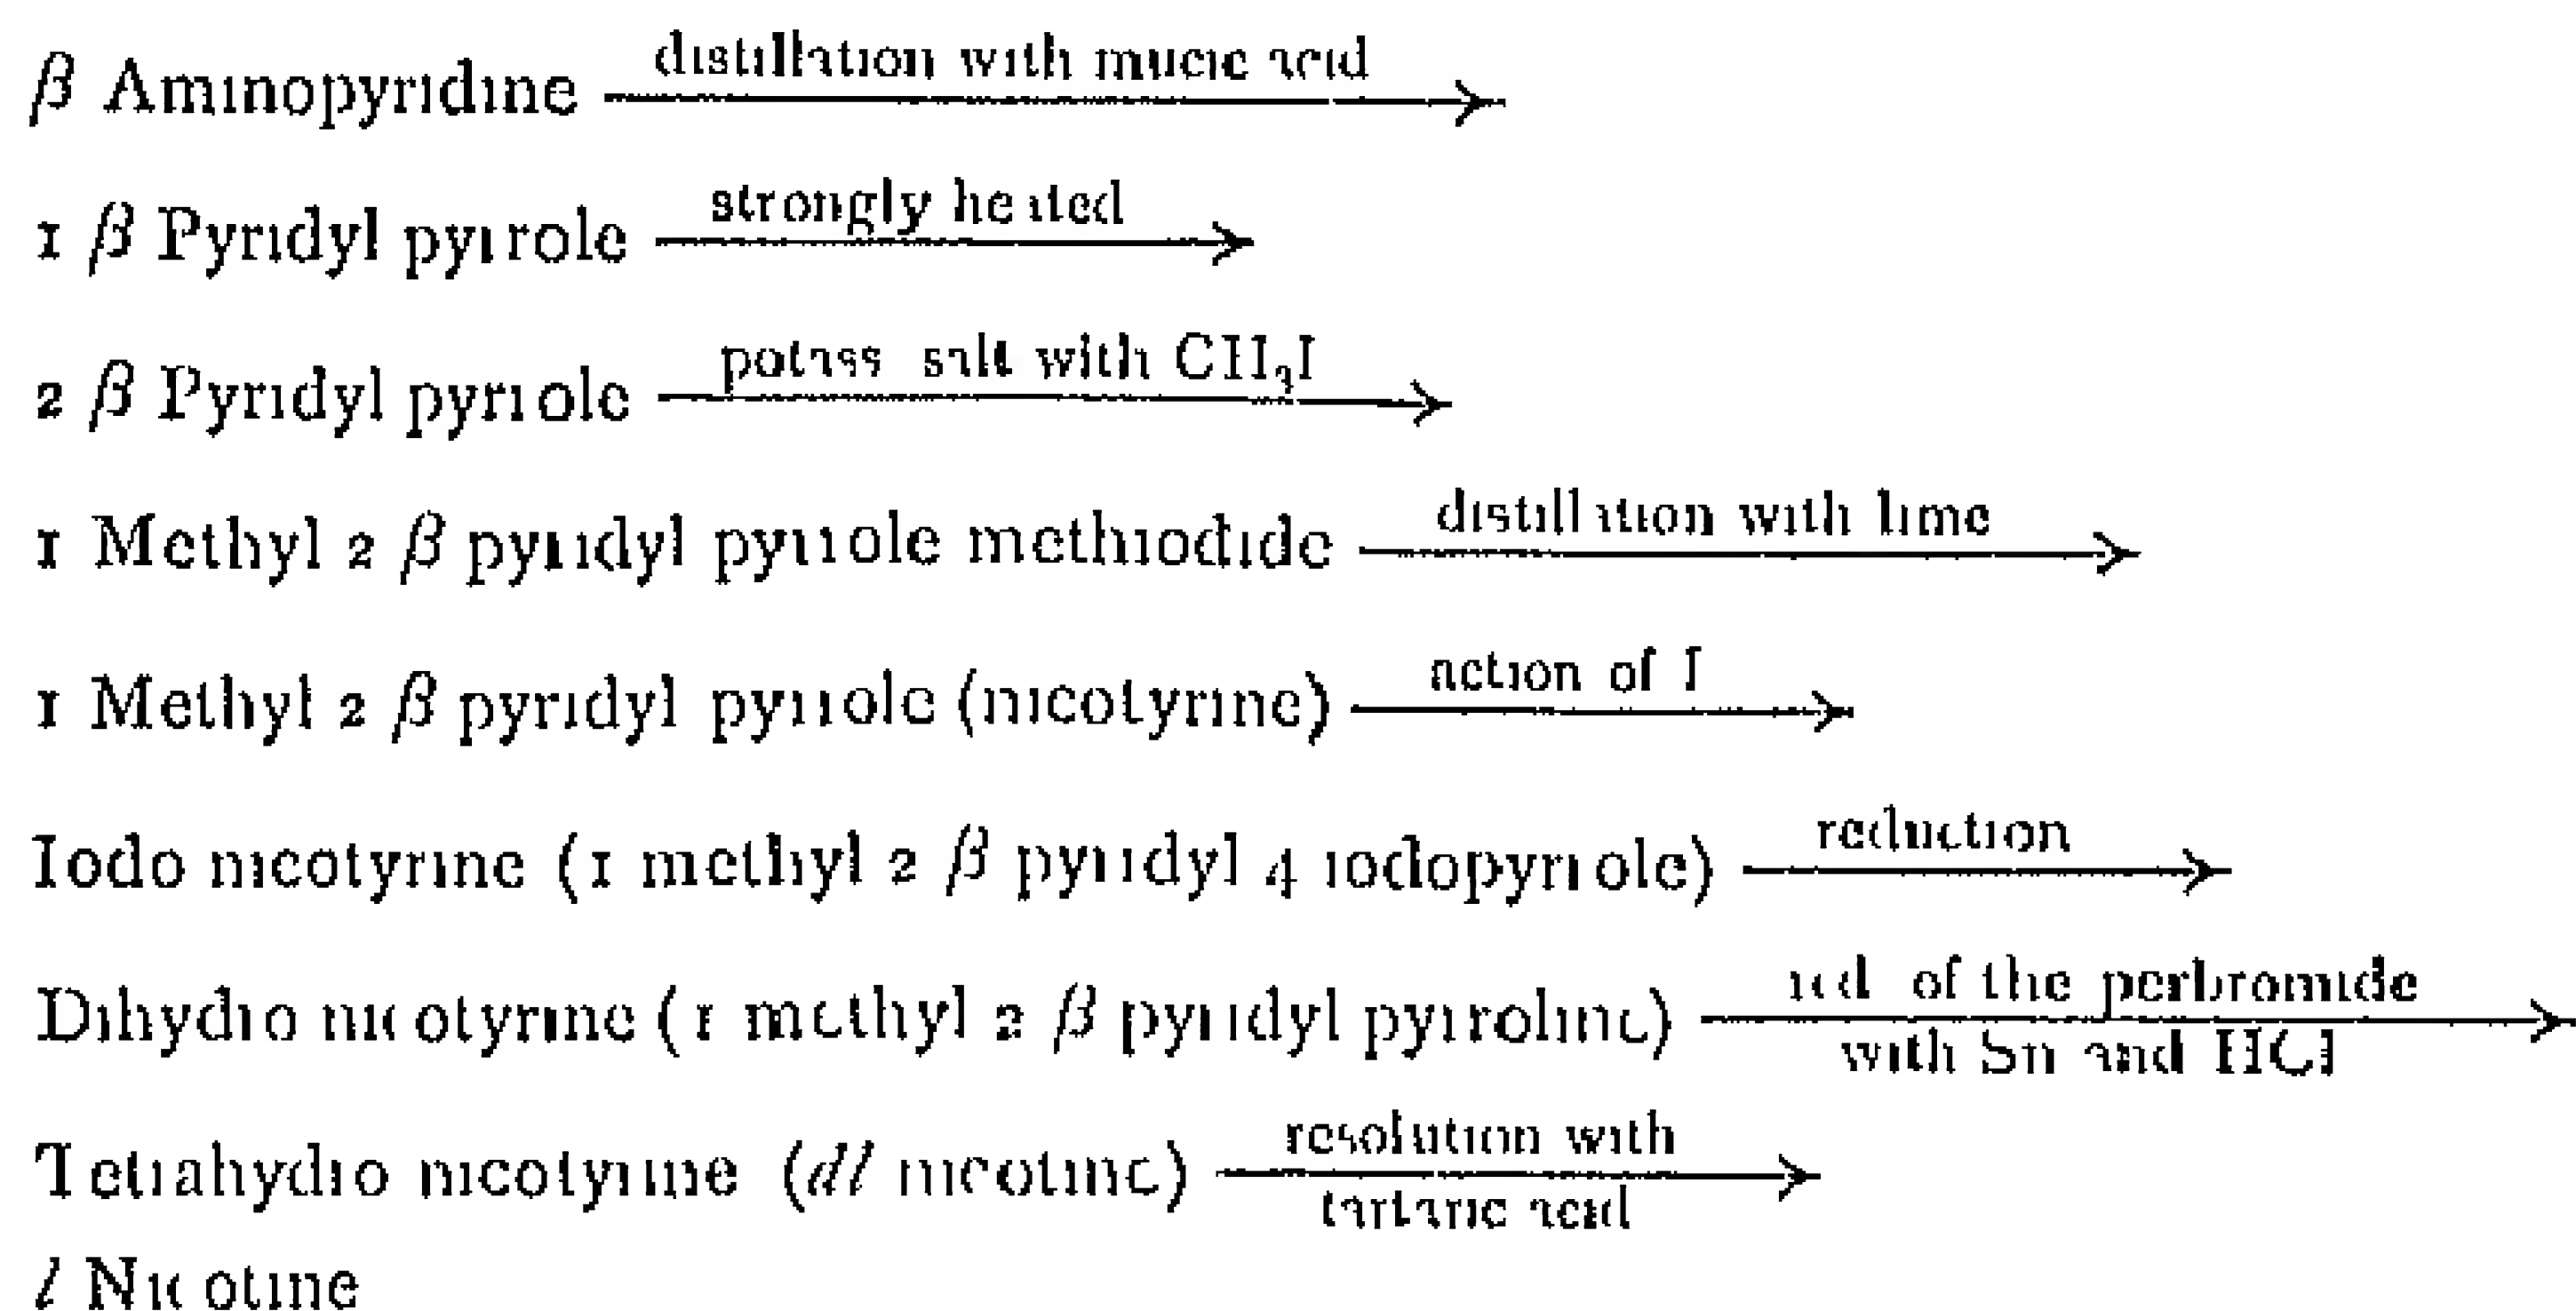 β Aminopyridine distillation with mucic acid →
1 β Pyridyl pyrrole strongly heated →
2 β Pyridyl pyrrole potass salt with CH₃I →
1 Methyl 2 β pyridyl pyrrole methiodide distillation with lime →
1 Methyl 2 β pyridyl pyrrole (nicotyrine) action of I →
Iodo nicotyrine (1 methyl 2 β pyridyl 4 iodopyrrole) reduction →
Dihydro nicotyrine (1 methyl 2 β pyridyl pyrroline) red of the perbromide with Sn and HCl →
Tetrahydro nicotyrine (dl nicotine) resolution with tartaric acid →
l Nicotine